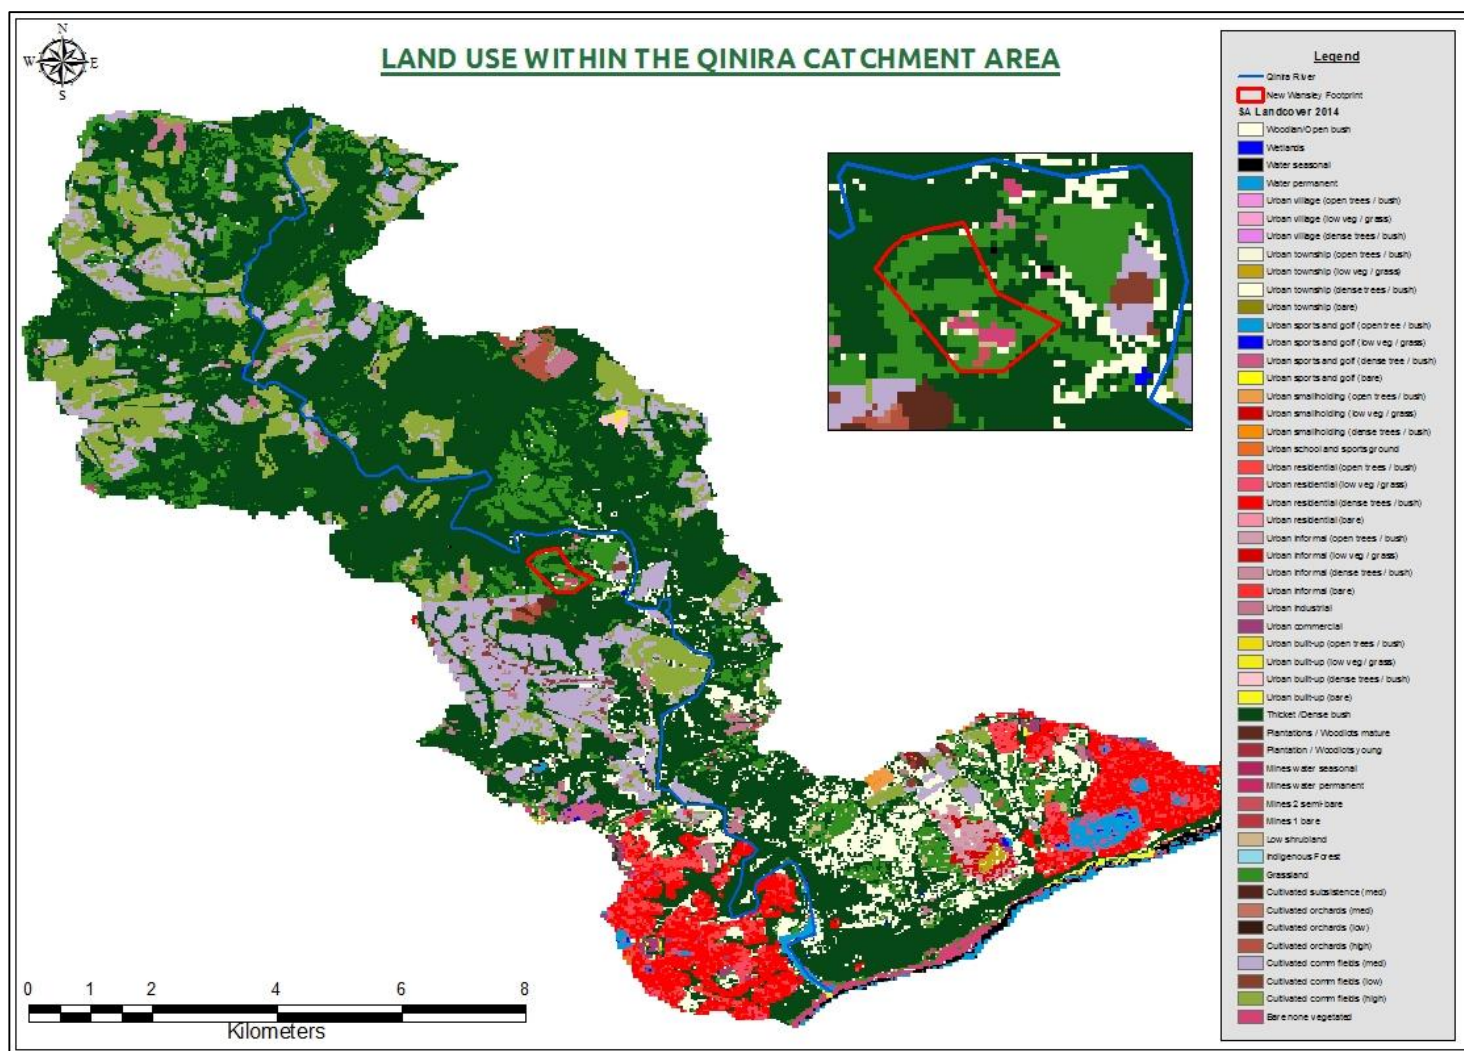 N
W E
S
LAND USE WITHIN THE QINIRA CATCHMENT AREA
Legend
Qinira River
New Wansley Footprint
SA Landcover 2014
Woodlan/Open bush
Wetlands
Water seasonal
Water permanent
Urban village (open trees / bush)
Urban village (low veg / grass)
Urban village (dense trees / bush)
Urban township (open trees / bush)
Urban township (low veg / grass)
Urban township (dense trees / bush)
Urban township (bare)
Urban sports and golf (open tree / bush)
Urban sports and golf (low veg / grass)
Urban sports and golf (dense tree / bush)
Urban sports and golf (bare)
Urban smallholding (open trees / bush)
Urban smallholding (low veg / grass)
Urban smallholding (dense trees / bush)
Urban school and sports ground
Urban residential (open trees / bush)
Urban residential (low veg / grass)
Urban residential (dense trees / bush)
Urban residential (bare)
Urban informal (open trees / bush)
Urban informal (low veg / grass)
Urban informal (dense trees / bush)
Urban informal (bare)
Urban industrial
Urban commercial
Urban built-up (open trees / bush)
Urban built-up (low veg / grass)
Urban built-up (dense trees / bush)
Urban built-up (bare)
Thicket /Dense bush
Plantations / Woodlots mature
Plantation / Woodlots young
Mines water seasonal
Mines water permanent
Mines 2 semi-bare
Mines 1 bare
Low shrubland
Indigenous Forest
Grassland
Cultivated subsistence (med)
Cultivated orchards (med)
Cultivated orchards (low)
Cultivated orchards (high)
Cultivated comm fields (med)
Cultivated comm fields (low)
Cultivated comm fields (high)
Bare none vegetated
0 1 2 4 6 8
Kilometers